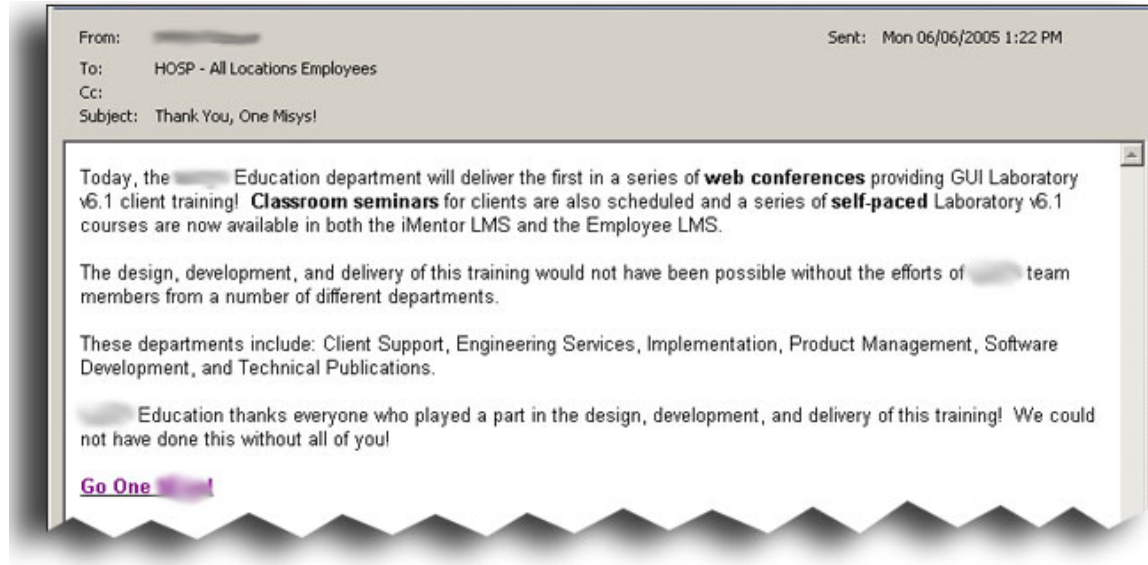 From:
Sent: Mon 06/06/2005 1:22 PM
To: HOSP - All Locations Employees
Cc:
Subject: Thank You, One Misys!
Today, the Education department will deliver the first in a series of web conferences providing GUI Laboratory
v6.1 client training! Classroom seminars for clients are also scheduled and a series of self-paced Laboratory v6.1
courses are now available in both the iMentor LMS and the Employee LMS.
The design, development, and delivery of this training would not have been possible without the efforts of team
members from a number of different departments.
These departments include: Client Support, Engineering Services, Implementation, Product Management, Software
Development, and Technical Publications.
Education thanks everyone who played a part in the design, development, and delivery of this training! We could
not have done this without all of you!
Go One !